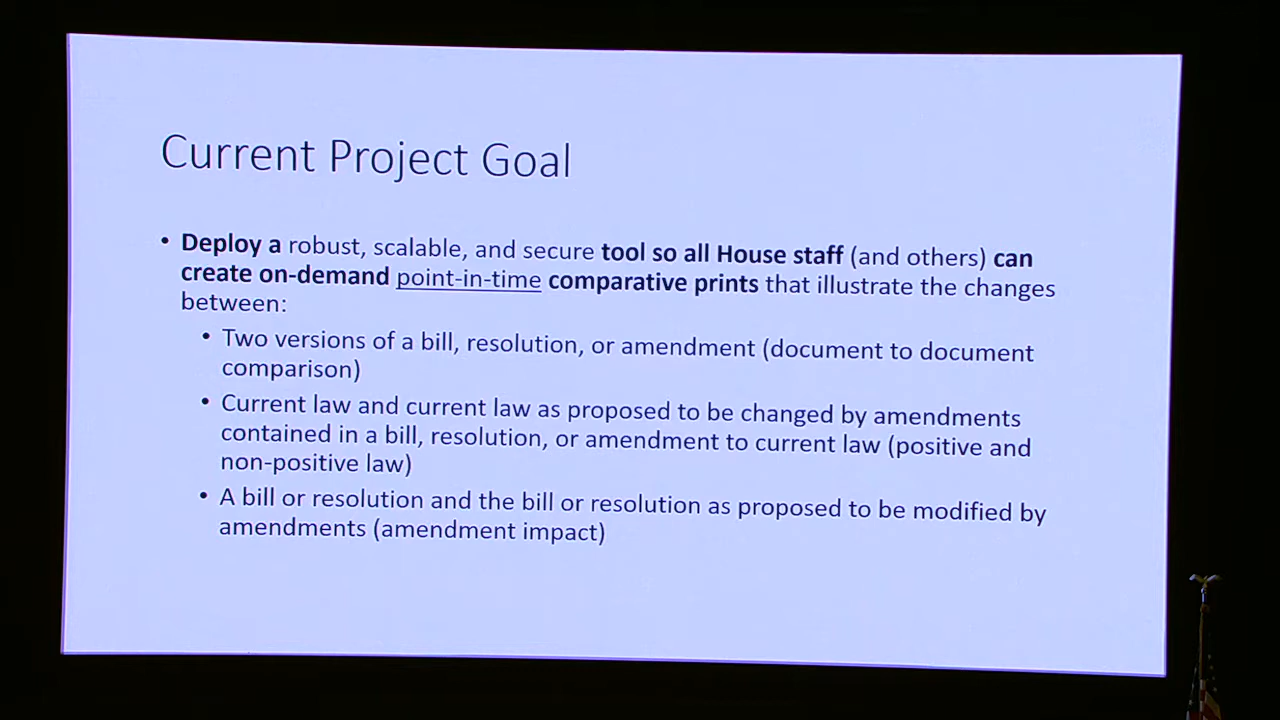 Current Project Goal
• Deploy a robust, scalable, and secure tool so all House staff (and others) can
create on-demand point-in-time comparative prints that illustrate the changes
between:
• Two versions of a bill, resolution, or amendment (document to document
comparison)
• Current law and current law as proposed to be changed by amendments
contained in a bill, resolution, or amendment to current law (positive and
non-positive law)
• A bill or resolution and the bill or resolution as proposed to be modified by
amendments (amendment impact)